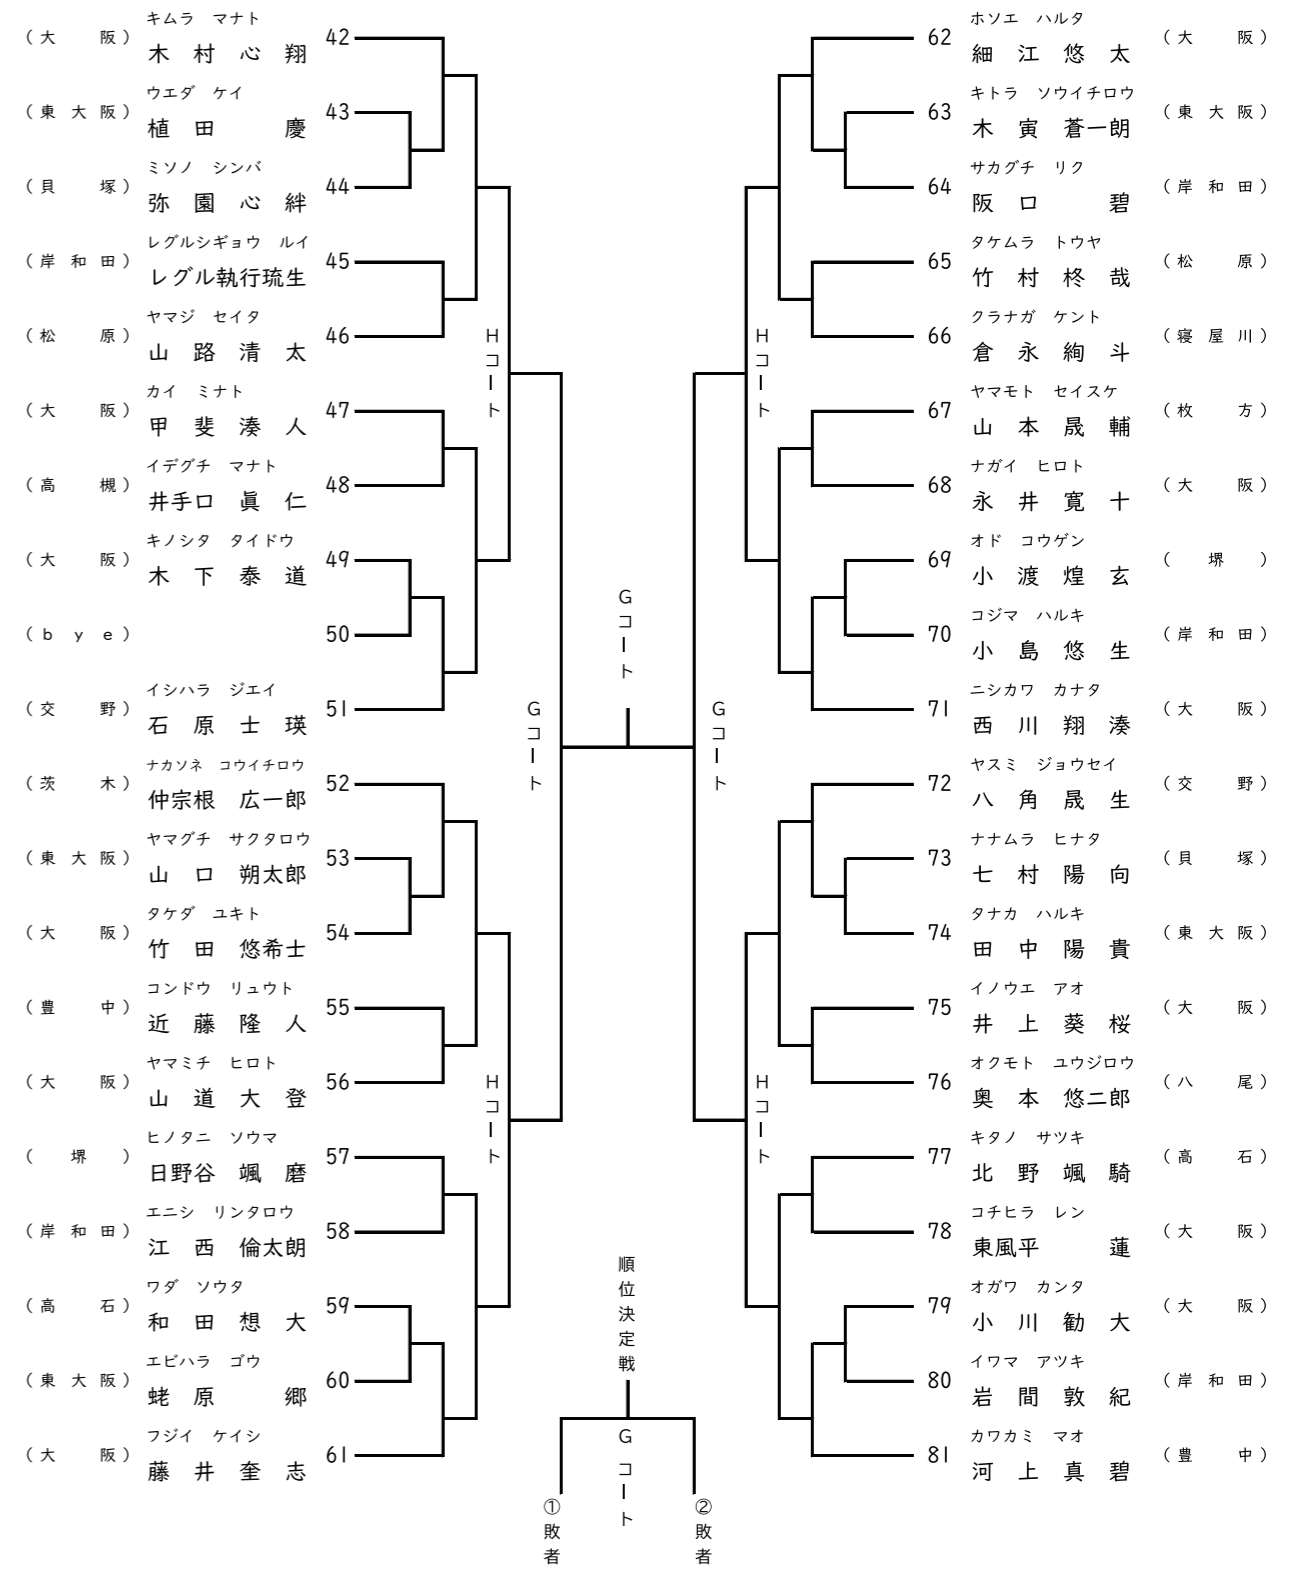 キムラ マナト
(大阪) 木村心翔 42
ウエダ ケイ
(東大阪) 植田慶 43
ミソノ シンバ
(貝塚) 弥園心絆 44
レグルシギョウ ルイ
(岸和田) レグル執行琉生 45
ヤマジ セイタ
(松原) 山路清太 46
カイ ミナト
(大阪) 甲斐湊人 47
イデグチ マナト
(高槻) 井手口眞仁 48
キノシタ タイドウ
(大阪) 木下泰道 49
(bye) 50
イシハラ ジエイ
(交野) 石原士瑛 51
ナカソネ コウイチロウ
(茨木) 仲宗根広一郎 52
ヤマグチ サクタロウ
(東大阪) 山口朔太郎 53
タケダ ユキト
(大阪) 竹田悠希士 54
コンドウ リュウト
(豊中) 近藤隆人 55
ヤマミチ ヒロト
(大阪) 山道大登 56
ヒノタニ ソウマ
(堺) 日野谷颯磨 57
エニシ リンタロウ
(岸和田) 江西倫太朗 58
ワダ ソウタ
(高石) 和田想大 59
エビハラ ゴウ
(東大阪) 蛯原郷 60
フジイ ケイシ
(大阪) 藤井奎志 61
Hコート
Hコート
Gコート
Gコート
Gコート
Hコート
Hコート
順位決定戦
Gコート
①敗者
②敗者
ホソエ ハルタ
62 細江悠太 (大阪)
キトラ ソウイチロウ
63 木寅蒼一朗 (東大阪)
サカグチ リク
64 阪口碧 (岸和田)
タケムラ トウヤ
65 竹村柊哉 (松原)
クラナガ ケント
66 倉永絢斗 (寝屋川)
ヤマモト セイスケ
67 山本晟輔 (枚方)
ナガイ ヒロト
68 永井寛十 (大阪)
オド コウゲン
69 小渡煌玄 (堺)
コジマ ハルキ
70 小島悠生 (岸和田)
ニシカワ カナタ
71 西川翔湊 (大阪)
ヤスミ ジョウセイ
72 八角晟生 (交野)
ナナムラ ヒナタ
73 七村陽向 (貝塚)
タナカ ハルキ
74 田中陽貴 (東大阪)
イノウエ アオ
75 井上葵桜 (大阪)
オクモト ユウジロウ
76 奥本悠二郎 (八尾)
キタノ サツキ
77 北野颯騎 (高石)
コチヒラ レン
78 東風平蓮 (大阪)
オガワ カンタ
79 小川勧大 (大阪)
イワマ アツキ
80 岩間敦紀 (岸和田)
カワカミ マオ
81 河上真碧 (豊中)